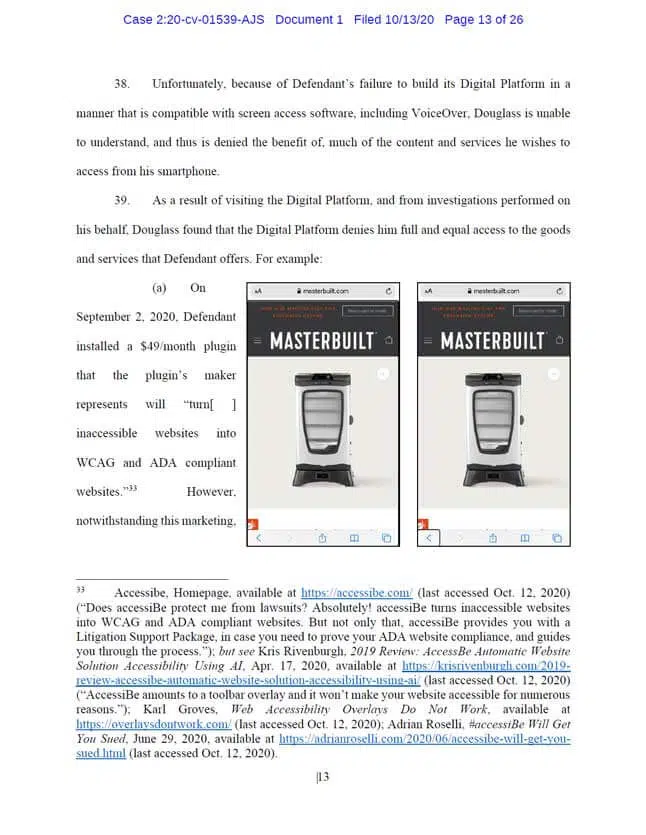 Case 2:20-cv-01539-AJS Document 1 Filed 10/13/20 Page 13 of 26
38. Unfortunately, because of Defendant's failure to build its Digital Platform in a
manner that is compatible with screen access software, including VoiceOver, Douglass is unable
to understand, and thus is denied the benefit of, much of the content and services he wishes to
access from his smartphone.
39. As a result of visiting the Digital Platform, and from investigations performed on
his behalf, Douglass found that the Digital Platform denies him full and equal access to the goods
and services that Defendant offers. For example:
(a) On
September 2, 2020, Defendant
installed a $49/month plugin
that the plugin's maker
represents will “turn[ ]
inaccessible websites into
WCAG and ADA compliant
websites.”33 However,
notwithstanding this marketing,
AA masterbuilt.com
MASTERBUILT
AA masterbuilt.com
MASTERBUILT
33 Accessibe, Homepage, available at https://accessibe.com/ (last accessed Oct. 12, 2020)
(“Does accessiBe protect me from lawsuits? Absolutely! accessiBe turns inaccessible websites
into WCAG and ADA compliant websites. But not only that, accessiBe provides you with a
Litigation Support Package, in case you need to prove your ADA website compliance, and guides
you through the process.”); but see Kris Rivenburgh, 2019 Review: AccessBe Automatic Website
Solution Accessibility Using AI, Apr. 17, 2020, available at https://krisrivenburgh.com/2019-
review-accessibe-automatic-website-solution-accessibility-using-ai/ (last accessed Oct. 12, 2020)
(“AccessiBe amounts to a toolbar overlay and it won't make your website accessible for numerous
reasons.”); Karl Groves, Web Accessibility Overlays Do Not Work, available at
https://overlaysdontwork.com/ (last accessed Oct. 12, 2020); Adrian Roselli, #accessiBe Will Get
You Sued, June 29, 2020, available at https://adrianroselli.com/2020/06/accessibe-will-get-you-
sued.html (last accessed Oct. 12, 2020).
13